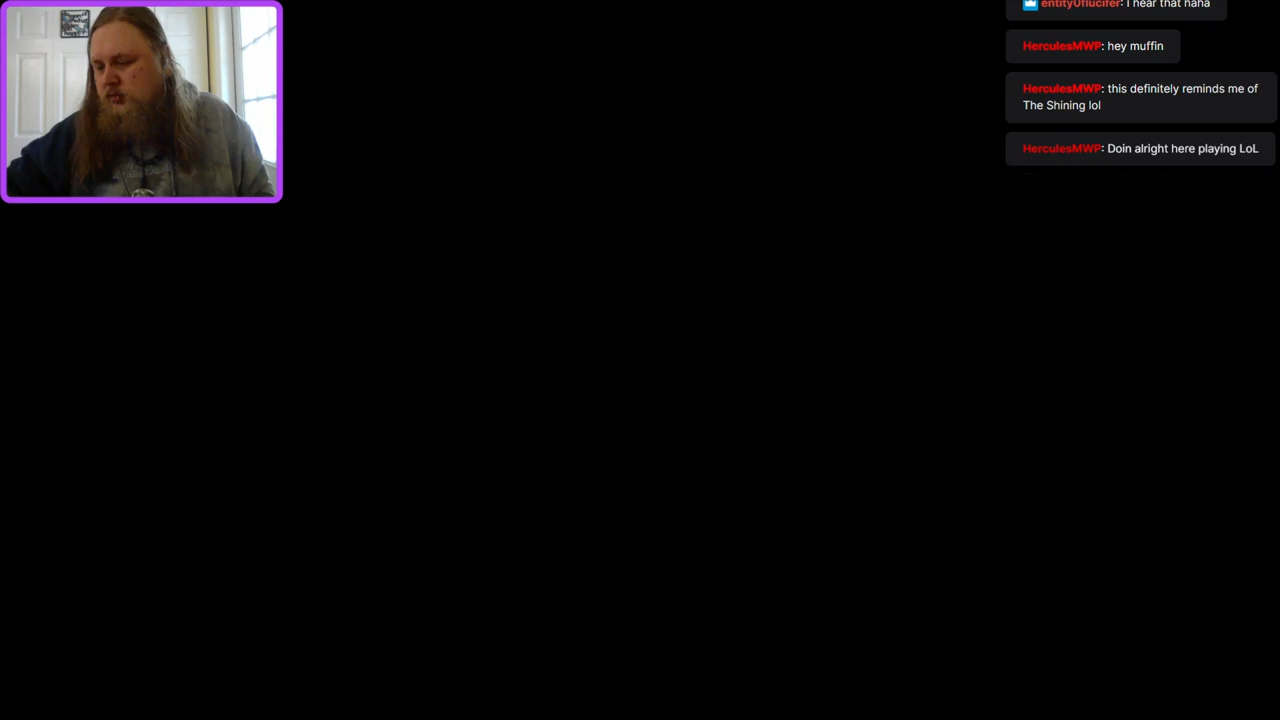 entity0flucifer: I hear that haha
HerculesMWP: hey muffin
HerculesMWP: this definitely reminds me of
The Shining lol
HerculesMWP: Doin alright here playing LoL